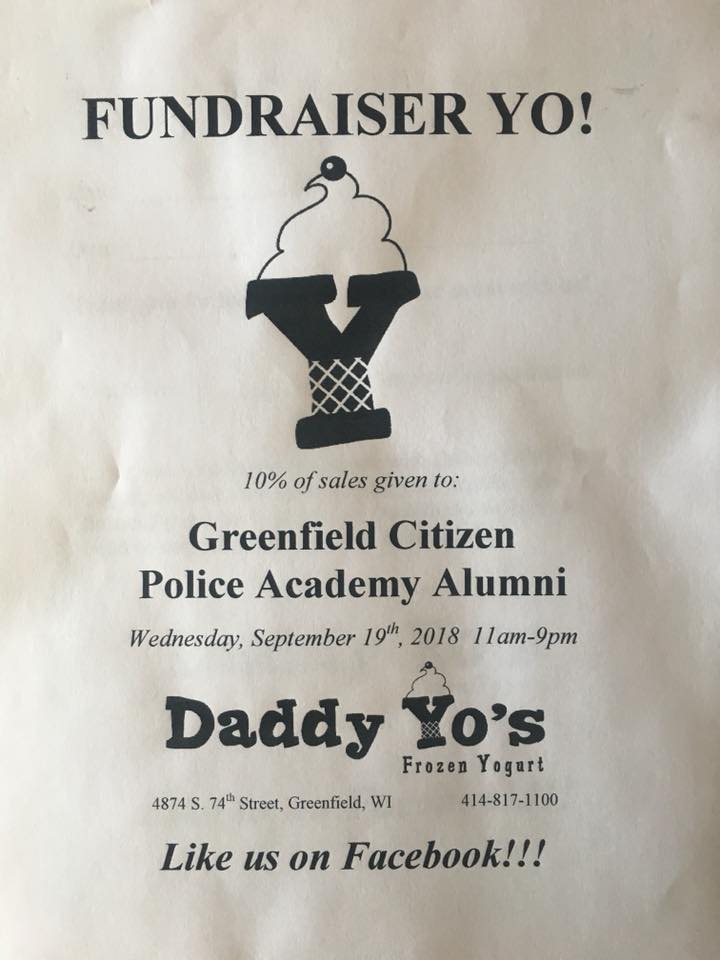 FUNDRAISER YO!
Y
10% of sales given to:
Greenfield Citizen
Police Academy Alumni
Wednesday, September 19th, 2018 11am-9pm
Daddy Yo's
Frozen Yogurt
4874 S. 74th Street, Greenfield, WI 414-817-1100
Like us on Facebook!!!